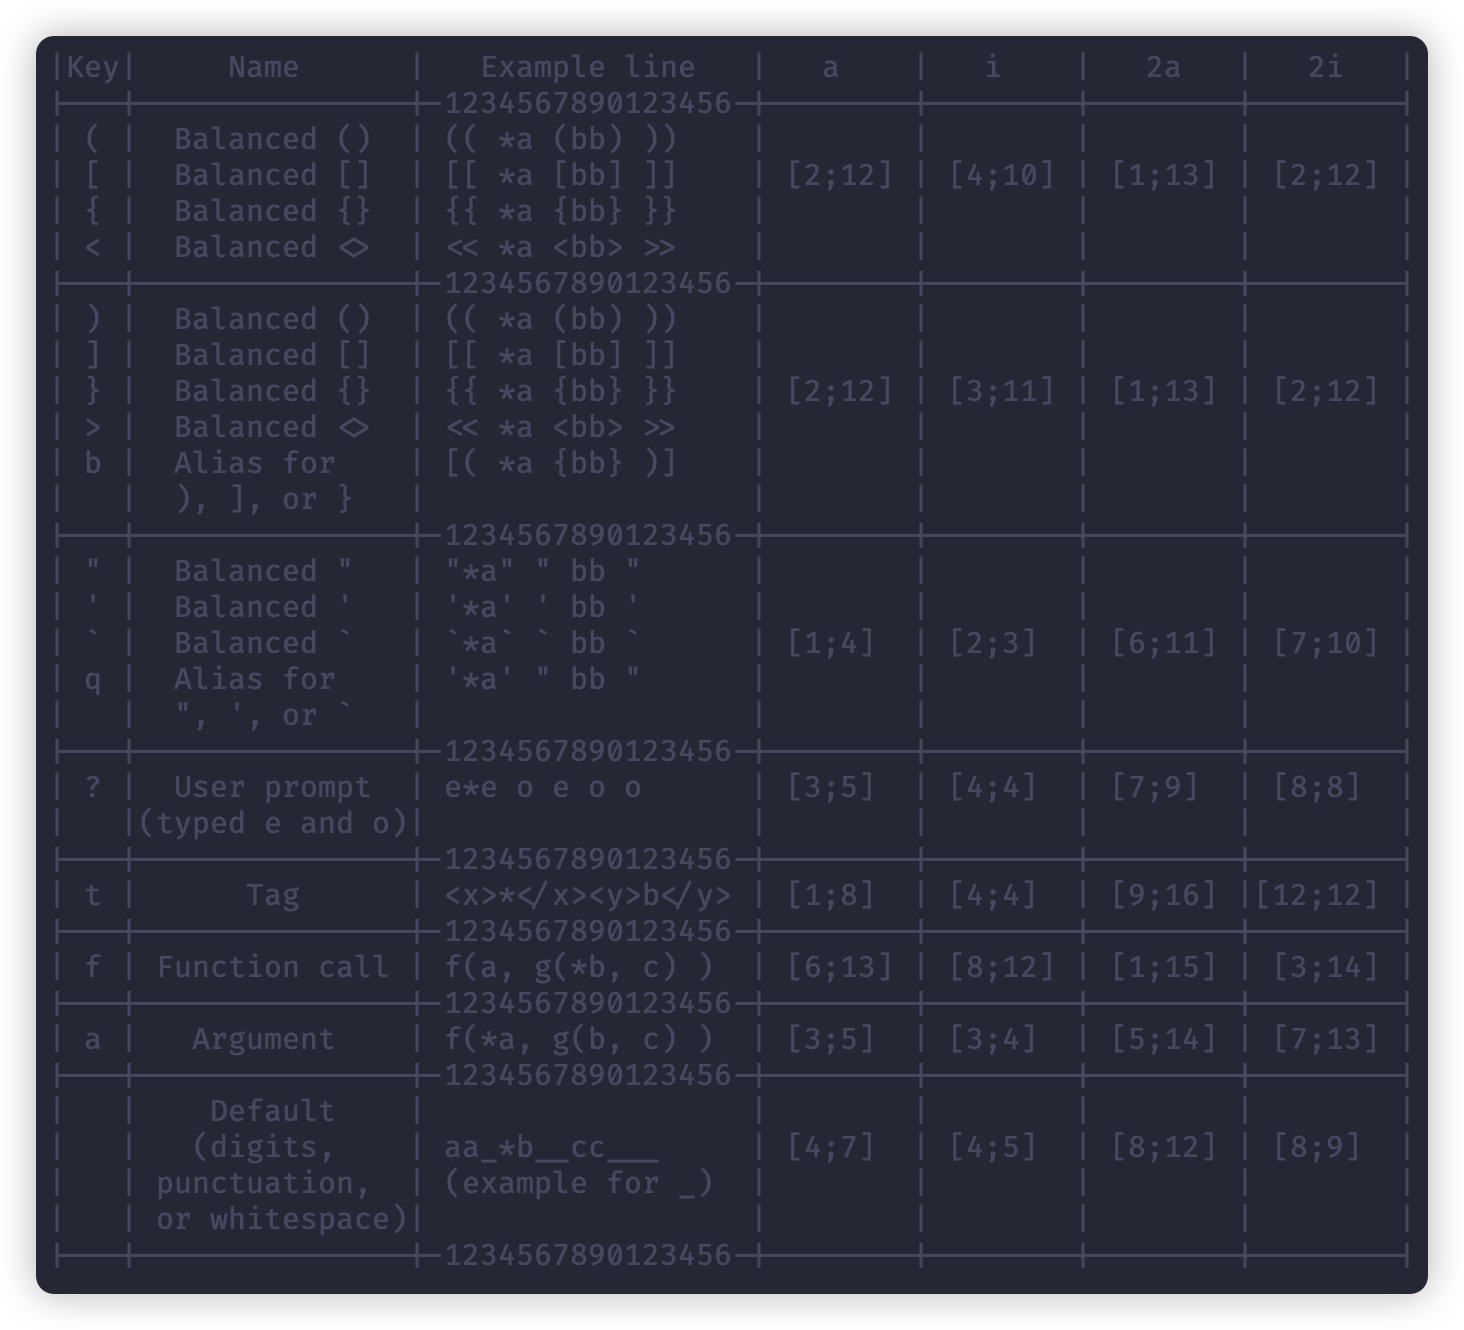 |Key|     Name      |   Example line   |   a    |   i    |   2a   |   2i   |
├───┼───────────────┼─1234567890123456─┼────────┼────────┼────────┼────────┤
| ( |  Balanced ()  | (( *a (bb) ))    |        |        |        |        |
| [ |  Balanced []  | [[ *a [bb] ]]    | [2;12] | [4;10] | [1;13] | [2;12] |
| { |  Balanced {}  | {{ *a {bb} }}    |        |        |        |        |
| < |  Balanced <>  | << *a <bb> >>    |        |        |        |        |
├───┼───────────────┼─1234567890123456─┼────────┼────────┼────────┼────────┤
| ) |  Balanced ()  | (( *a (bb) ))    |        |        |        |        |
| ] |  Balanced []  | [[ *a [bb] ]]    |        |        |        |        |
| } |  Balanced {}  | {{ *a {bb} }}    | [2;12] | [3;11] | [1;13] | [2;12] |
| > |  Balanced <>  | << *a <bb> >>    |        |        |        |        |
| b |  Alias for    | [( *a {bb} )]    |        |        |        |        |
|   |  ), ], or }   |                  |        |        |        |        |
├───┼───────────────┼─1234567890123456─┼────────┼────────┼────────┼────────┤
| " |  Balanced "   | "*a" " bb "      |        |        |        |        |
| ' |  Balanced '   | '*a' ' bb '      |        |        |        |        |
| ` |  Balanced `   | `*a` ` bb `      | [1;4]  | [2;3]  | [6;11] | [7;10] |
| q |  Alias for    | '*a' " bb "      |        |        |        |        |
|   |  ", ', or `   |                  |        |        |        |        |
├───┼───────────────┼─1234567890123456─┼────────┼────────┼────────┼────────┤
| ? |  User prompt  | e*e o e o o      | [3;5]  | [4;4]  | [7;9]  | [8;8]  |
|   |(typed e and o)|                  |        |        |        |        |
├───┼───────────────┼─1234567890123456─┼────────┼────────┼────────┼────────┤
| t |      Tag      | <x>*</x><y>b</y> | [1;8]  | [4;4]  | [9;16] |[12;12] |
├───┼───────────────┼─1234567890123456─┼────────┼────────┼────────┼────────┤
| f | Function call | f(a, g(*b, c) )  | [6;13] | [8;12] | [1;15] | [3;14] |
├───┼───────────────┼─1234567890123456─┼────────┼────────┼────────┼────────┤
| a |   Argument    | f(*a, g(b, c) )  | [3;5]  | [3;4]  | [5;14] | [7;13] |
├───┼───────────────┼─1234567890123456─┼────────┼────────┼────────┼────────┤
|   |    Default    |                  |        |        |        |        |
|   |   (digits,    | aa_*b__cc___     | [4;7]  | [4;5]  | [8;12] | [8;9]  |
|   | punctuation,  | (example for _)  |        |        |        |        |
|   | or whitespace)|                  |        |        |        |        |
├───┼───────────────┼─1234567890123456─┼────────┼────────┼────────┼────────┤